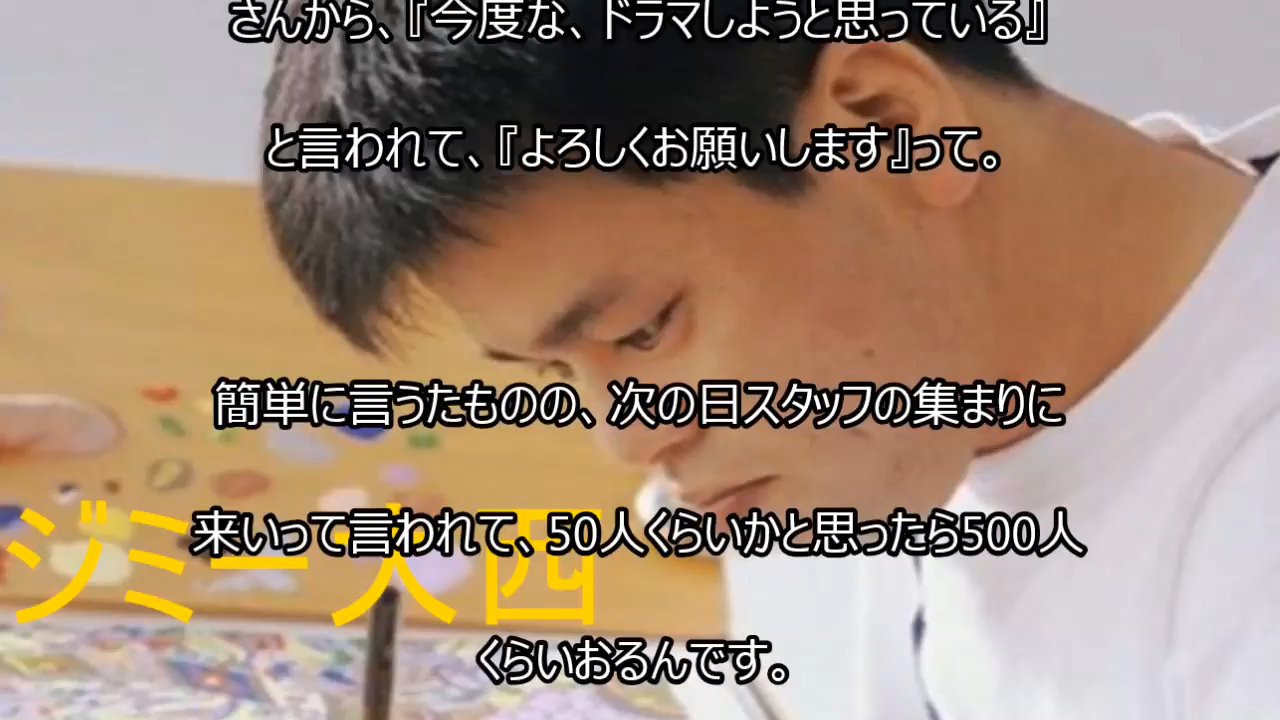 さんから、『今度な、ドラマしようと思っている』
と言われて、『よろしくお願いします』って。
簡単に言うたものの、次の日スタッフの集まりに
来いって言われて、50人くらいかと思ったら500人
くらいおるんです。
ジミー大西